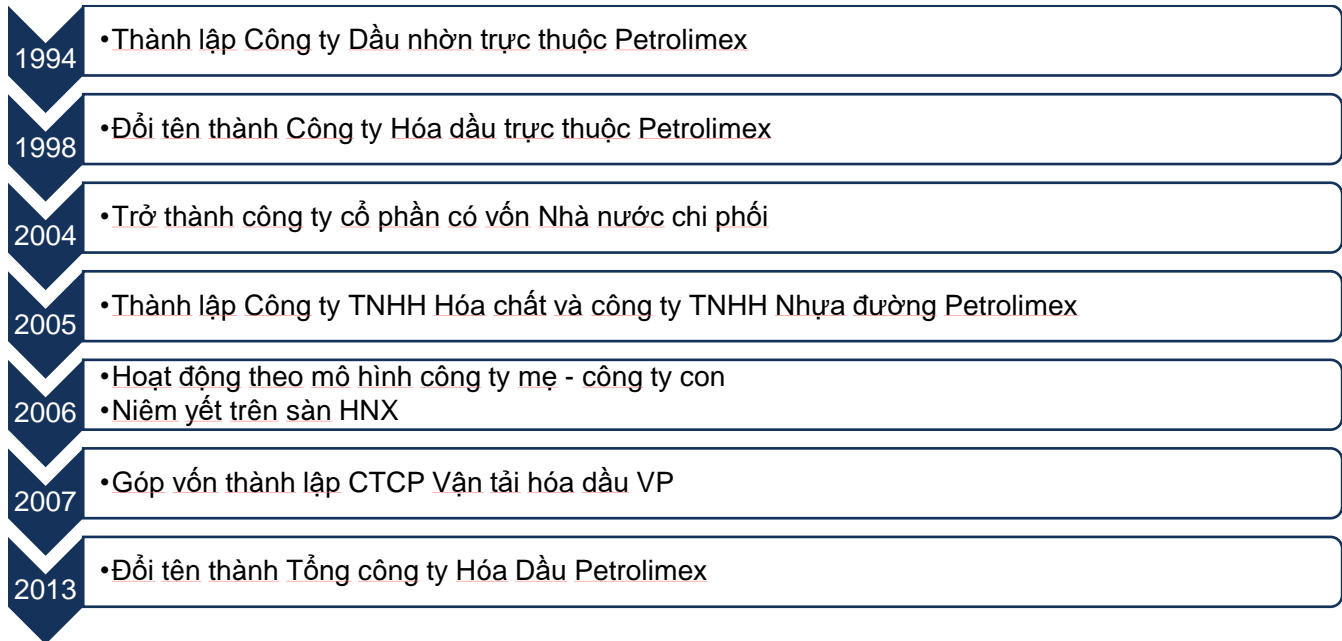 1994
•Thành lập Công ty Dầu nhờn trực thuộc Petrolimex
1998
•Đổi tên thành Công ty Hóa dầu trực thuộc Petrolimex
2004
•Trở thành công ty cổ phần có vốn Nhà nước chi phối
2005
•Thành lập Công ty TNHH Hóa chất và công ty TNHH Nhựa đường Petrolimex
2006
•Hoạt động theo mô hình công ty mẹ - công ty con
•Niêm yết trên sàn HNX
2007
•Góp vốn thành lập CTCP Vận tải hóa dầu VP
2013
•Đổi tên thành Tổng công ty Hóa Dầu Petrolimex